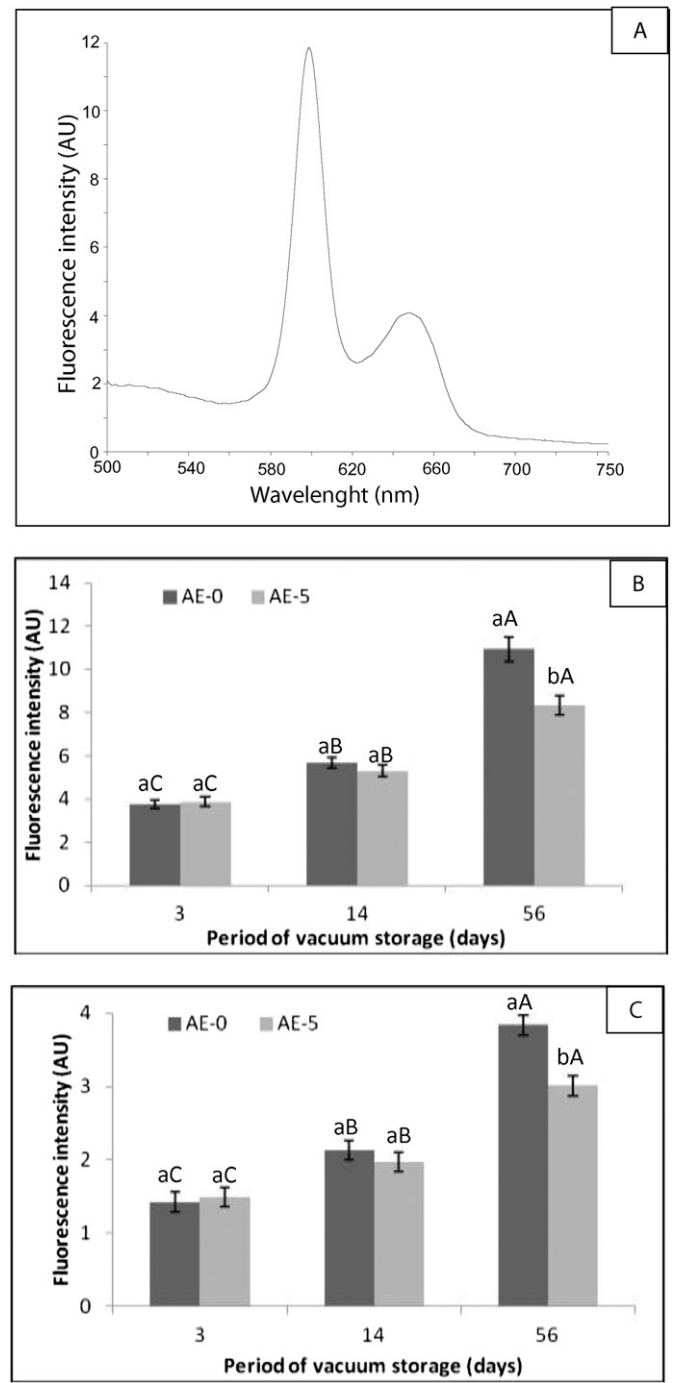 A
Fluorescence intensity (AU)
12
10
8
6
4
2
0
500 540 580 620 660 700 750
Wavelenght (nm)
B
Fluorescence intensity (AU)
AE-0 AE-5
14
12
10
8
6
4
2
0
aC aC
aB aB
aA
bA
3 14 56
Period of vacuum storage (days)
C
Fluorescence intensity (AU)
AE-0 AE-5
4
3
2
1
0
aC aC
aB aB
aA
bA
3 14 56
Period of vacuum storage (days)